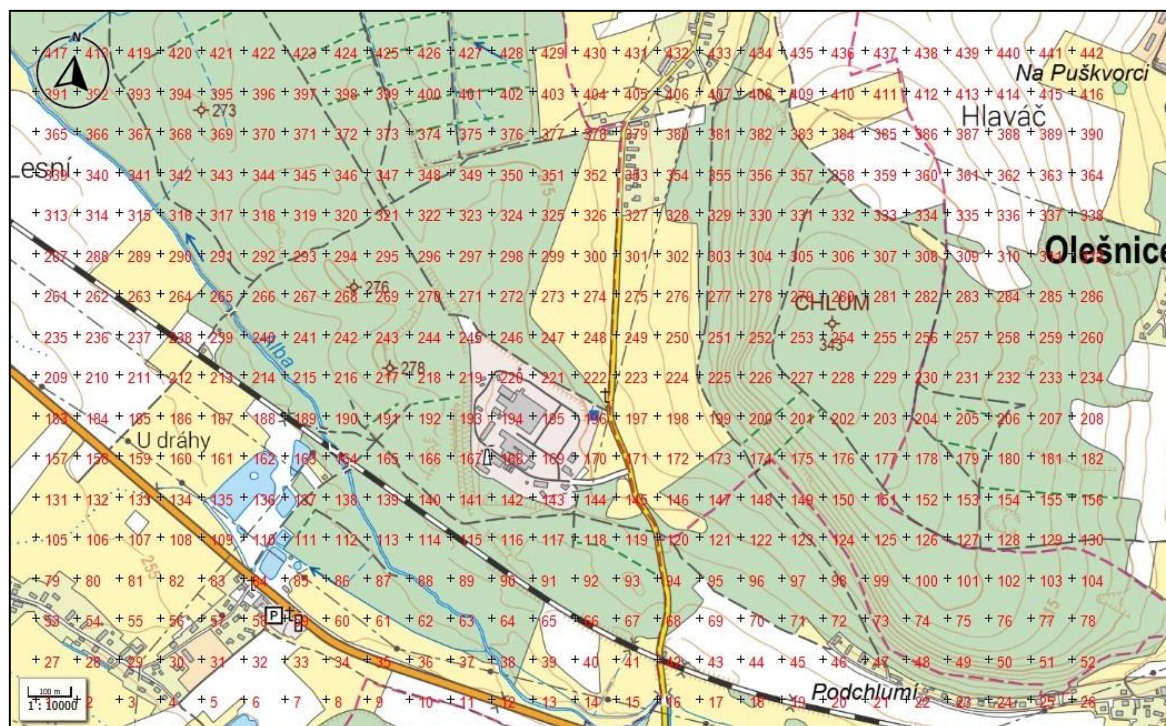 N
417 418 419 420 421 422 423 424 425 426 427 428 429 430 431 432 433 434 435 436 437 438 439 440 441 442
Na Puškvorci
391 392 393 394 395 396 397 398 399 400 401 402 403 404 405 406 407 408 409 410 411 412 413 414 415 416
273
Hlaváč
365 366 367 368 369 370 371 372 373 374 375 376 377 378 379 380 381 382 383 384 385 386 387 388 389 390
Lesní
339 340 341 342 343 344 345 346 347 348 349 350 351 352 353 354 355 356 357 358 359 360 361 362 363 364
275
313 314 315 316 317 318 319 320 321 322 323 324 325 326 327 328 329 330 331 332 333 334 335 336 337 338
Olešnice
287 288 289 290 291 292 293 294 295 296 297 298 299 300 301 302 303 304 305 306 307 308 309 310 311 312
276
261 262 263 264 265 266 267 268 269 270 271 272 273 274 275 276 277 278 279 280 281 282 283 284 285 286
CHLUM
343
235 236 237 238 239 240 241 242 243 244 245 246 247 248 249 250 251 252 253 254 255 256 257 258 259 260
Alba
278
209 210 211 212 213 214 215 216 217 218 219 220 221 222 223 224 225 226 227 228 229 230 231 232 233 234
183 184 185 186 187 188 189 190 191 192 193 194 195 196 197 198 199 200 201 202 203 204 205 206 207 208
U dráhy
157 158 159 160 161 162 163 164 165 166 167 168 169 170 171 172 173 174 175 176 177 178 179 180 181 182
131 132 133 134 135 136 137 138 139 140 141 142 143 144 145 146 147 148 149 150 151 152 153 154 155 156
105 106 107 108 109 110 111 112 113 114 115 116 117 118 119 120 121 122 123 124 125 126 127 128 129 130
255
79 80 81 82 83 84 85 86 87 88 89 90 91 92 93 94 95 96 97 98 99 100 101 102 103 104
315
P
53 54 55 56 57 58 59 60 61 62 63 64 65 66 67 68 69 70 71 72 73 74 75 76 77 78
27 28 29 30 31 32 33 34 35 36 37 38 39 40 41 42 43 44 45 46 47 48 49 50 51 52
Podchlumí
1 2 3 4 5 6 7 8 9 10 11 12 13 14 15 16 17 18 19 20 21 22 23 24 25 26
100 m
1 : 10000